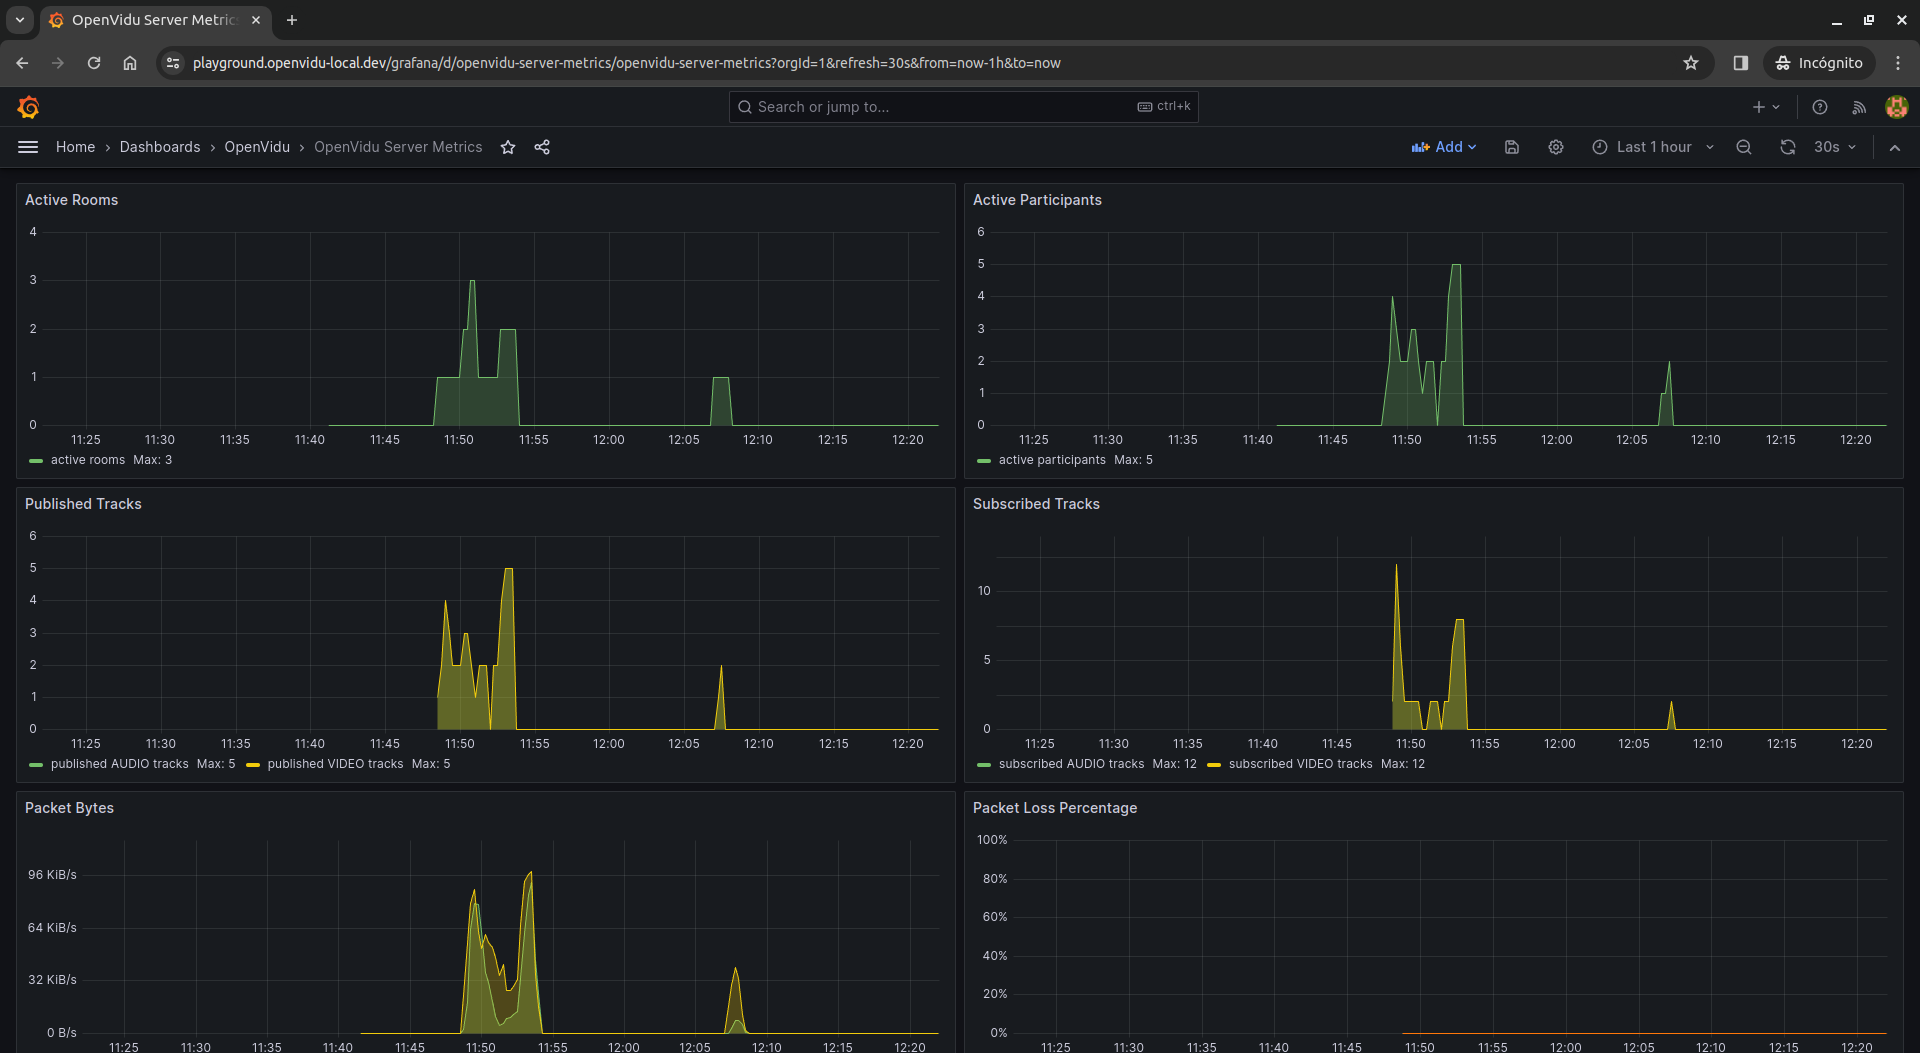 OpenVidu Server Metric
playground.openvidu-local.dev/grafana/d/openvidu-server-metrics/openvidu-server-metrics?orgId=1&refresh=30s&from=now-1h&to=now
Incógnito
Search or jump to...
ctrl+k
Home › Dashboards › OpenVidu › OpenVidu Server Metrics
Add
Last 1 hour
30s
Active Rooms
4
3
2
1
0
11:25 11:30 11:35 11:40 11:45 11:50 11:55 12:00 12:05 12:10 12:15 12:20
active rooms Max: 3
Active Participants
6
5
4
3
2
1
0
11:25 11:30 11:35 11:40 11:45 11:50 11:55 12:00 12:05 12:10 12:15 12:20
active participants Max: 5
Published Tracks
6
5
4
3
2
1
0
11:25 11:30 11:35 11:40 11:45 11:50 11:55 12:00 12:05 12:10 12:15 12:20
published AUDIO tracks Max: 5 published VIDEO tracks Max: 5
Subscribed Tracks
10
5
0
11:25 11:30 11:35 11:40 11:45 11:50 11:55 12:00 12:05 12:10 12:15 12:20
subscribed AUDIO tracks Max: 12 subscribed VIDEO tracks Max: 12
Packet Bytes
96 KiB/s
64 KiB/s
32 KiB/s
0 B/s
11:25 11:30 11:35 11:40 11:45 11:50 11:55 12:00 12:05 12:10 12:15 12:20
Packet Loss Percentage
100%
80%
60%
40%
20%
0%
11:25 11:30 11:35 11:40 11:45 11:50 11:55 12:00 12:05 12:10 12:15 12:20